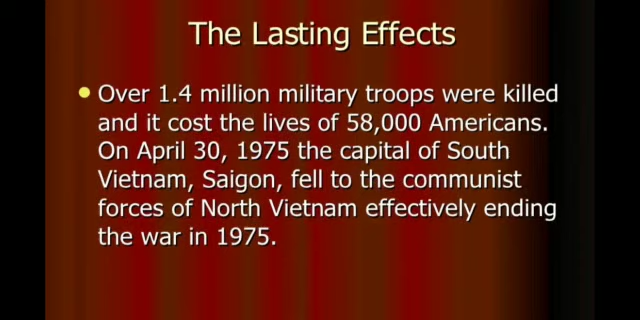 The Lasting Effects
Over 1.4 million military troops were killed
and it cost the lives of 58,000 Americans.
On April 30, 1975 the capital of South
Vietnam, Saigon, fell to the communist
forces of North Vietnam effectively ending
the war in 1975.